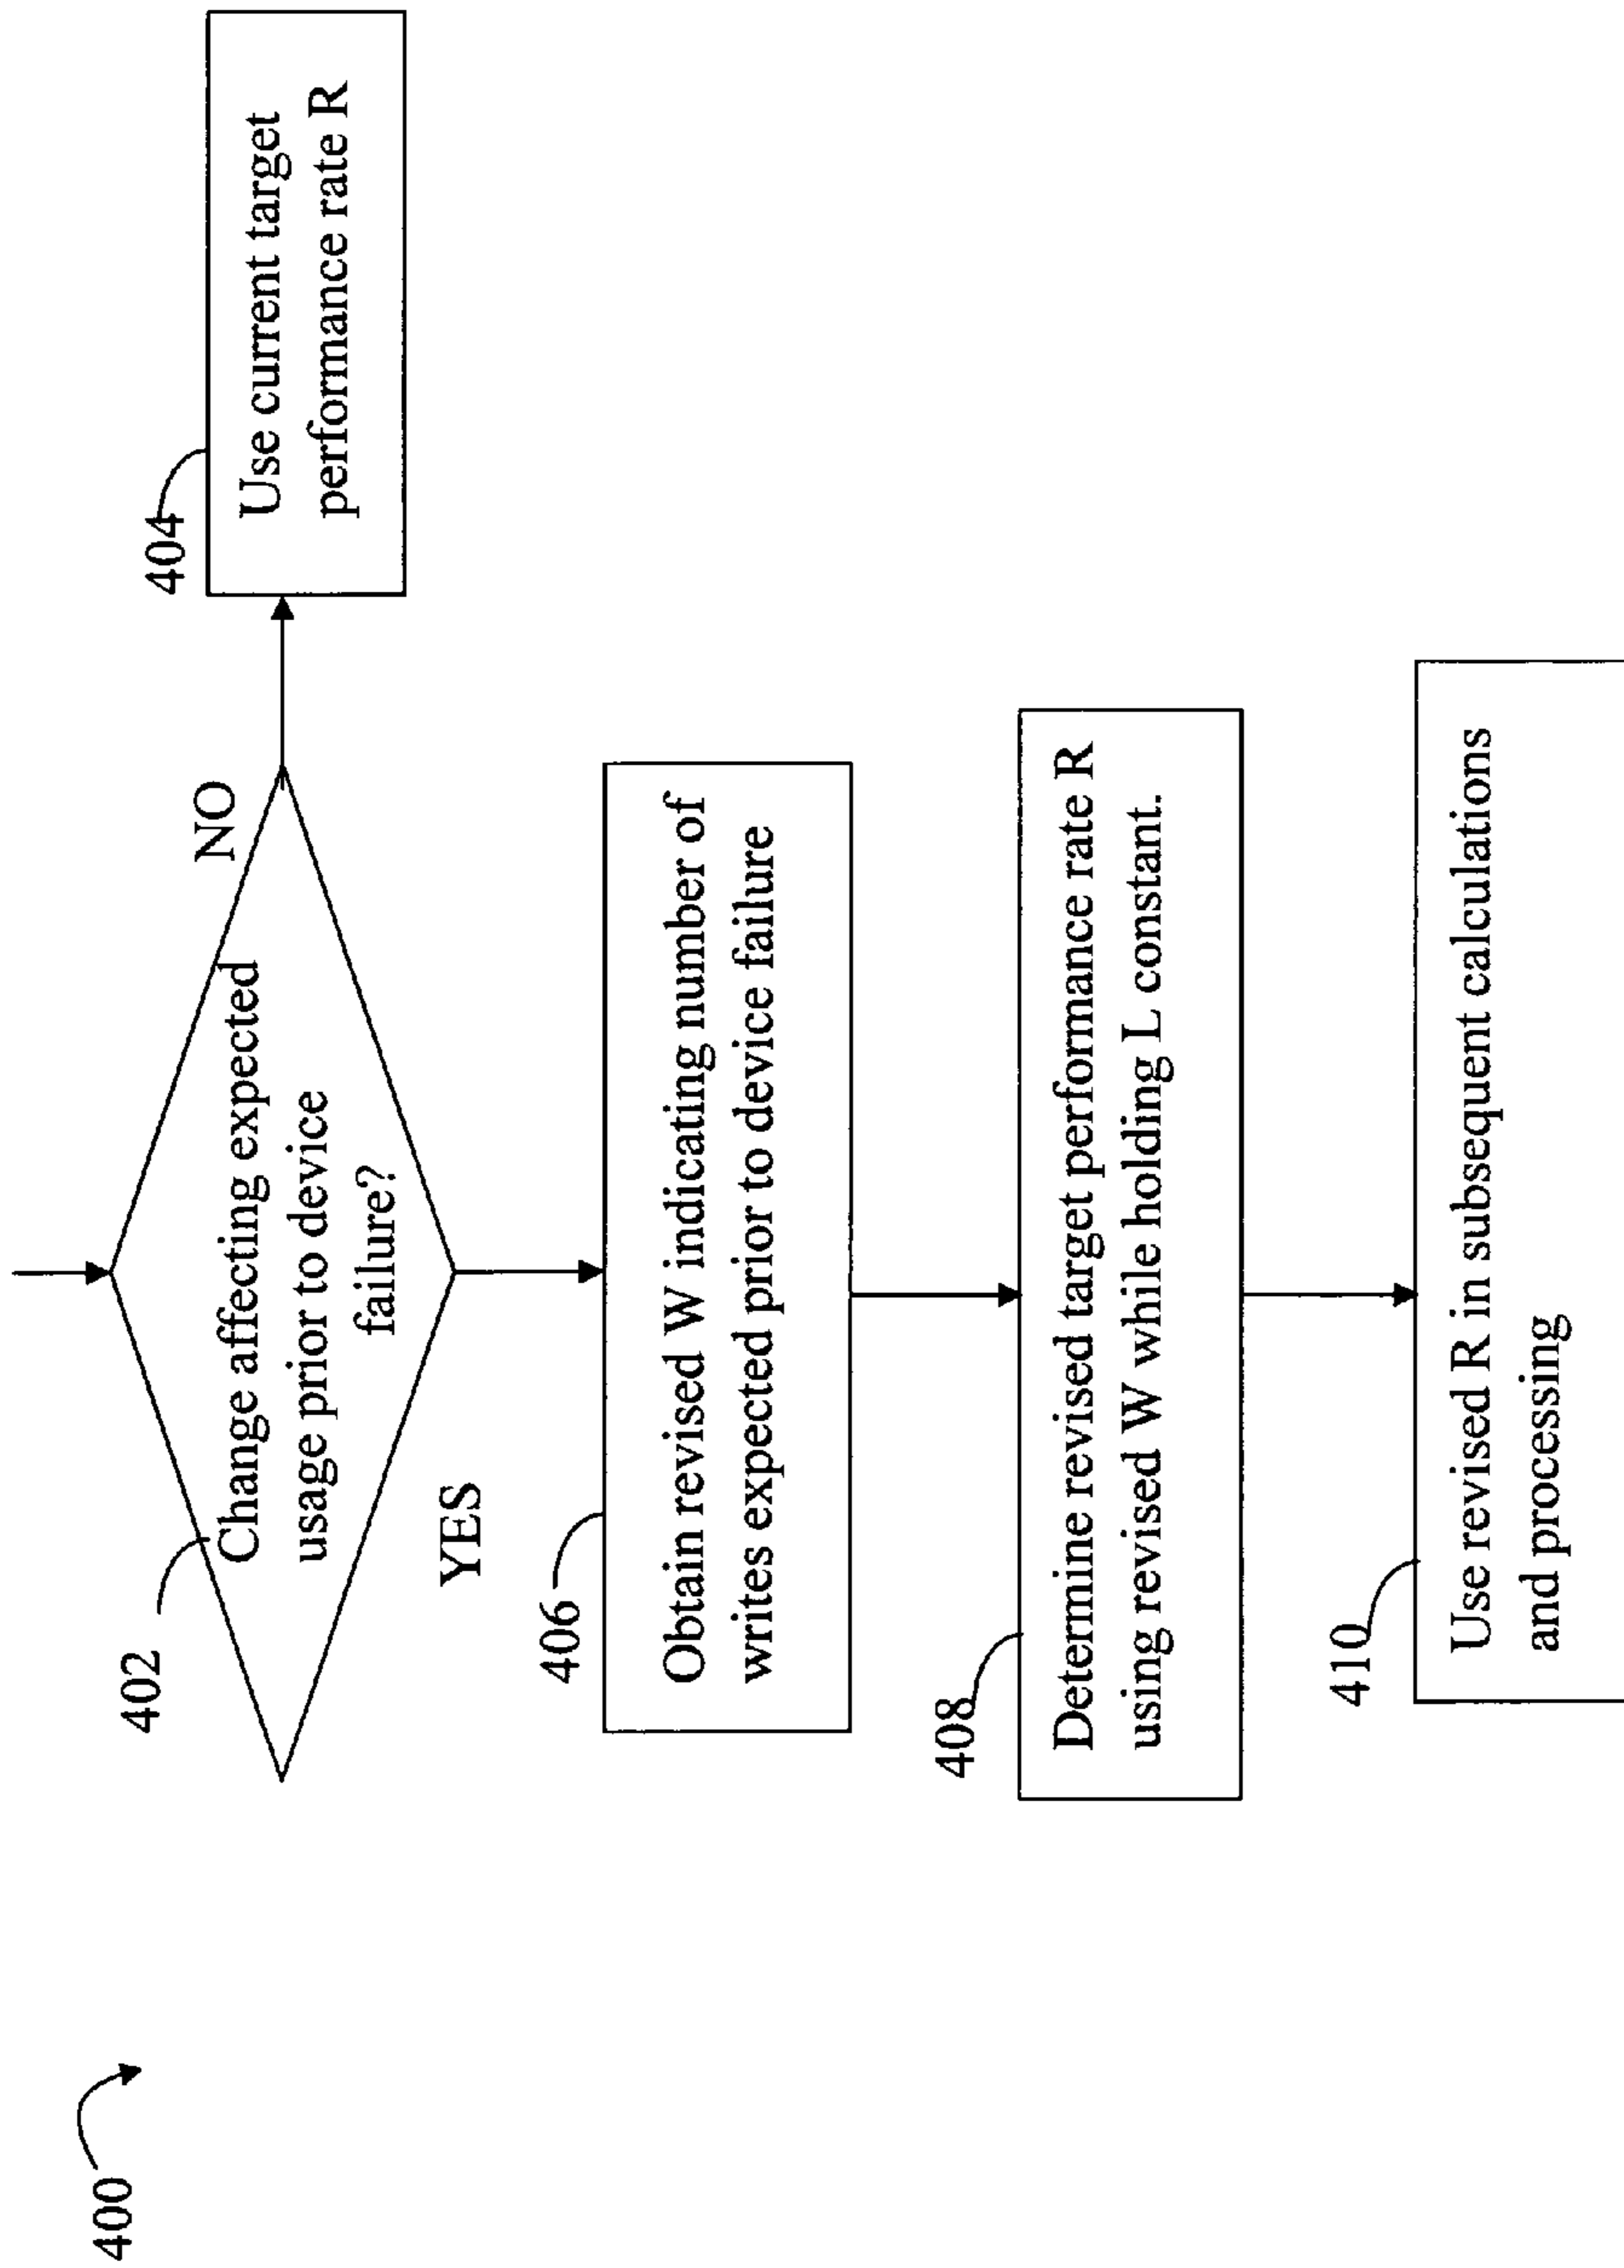 400
402
Change affecting expected
usage prior to device
failure?
NO
404
Use current target
performance rate R
YES
406
Obtain revised W indicating number of
writes expected prior to device failure
408
Determine revised target performance rate R
using revised W while holding L constant.
410
Use revised R in subsequent calculations
and processing